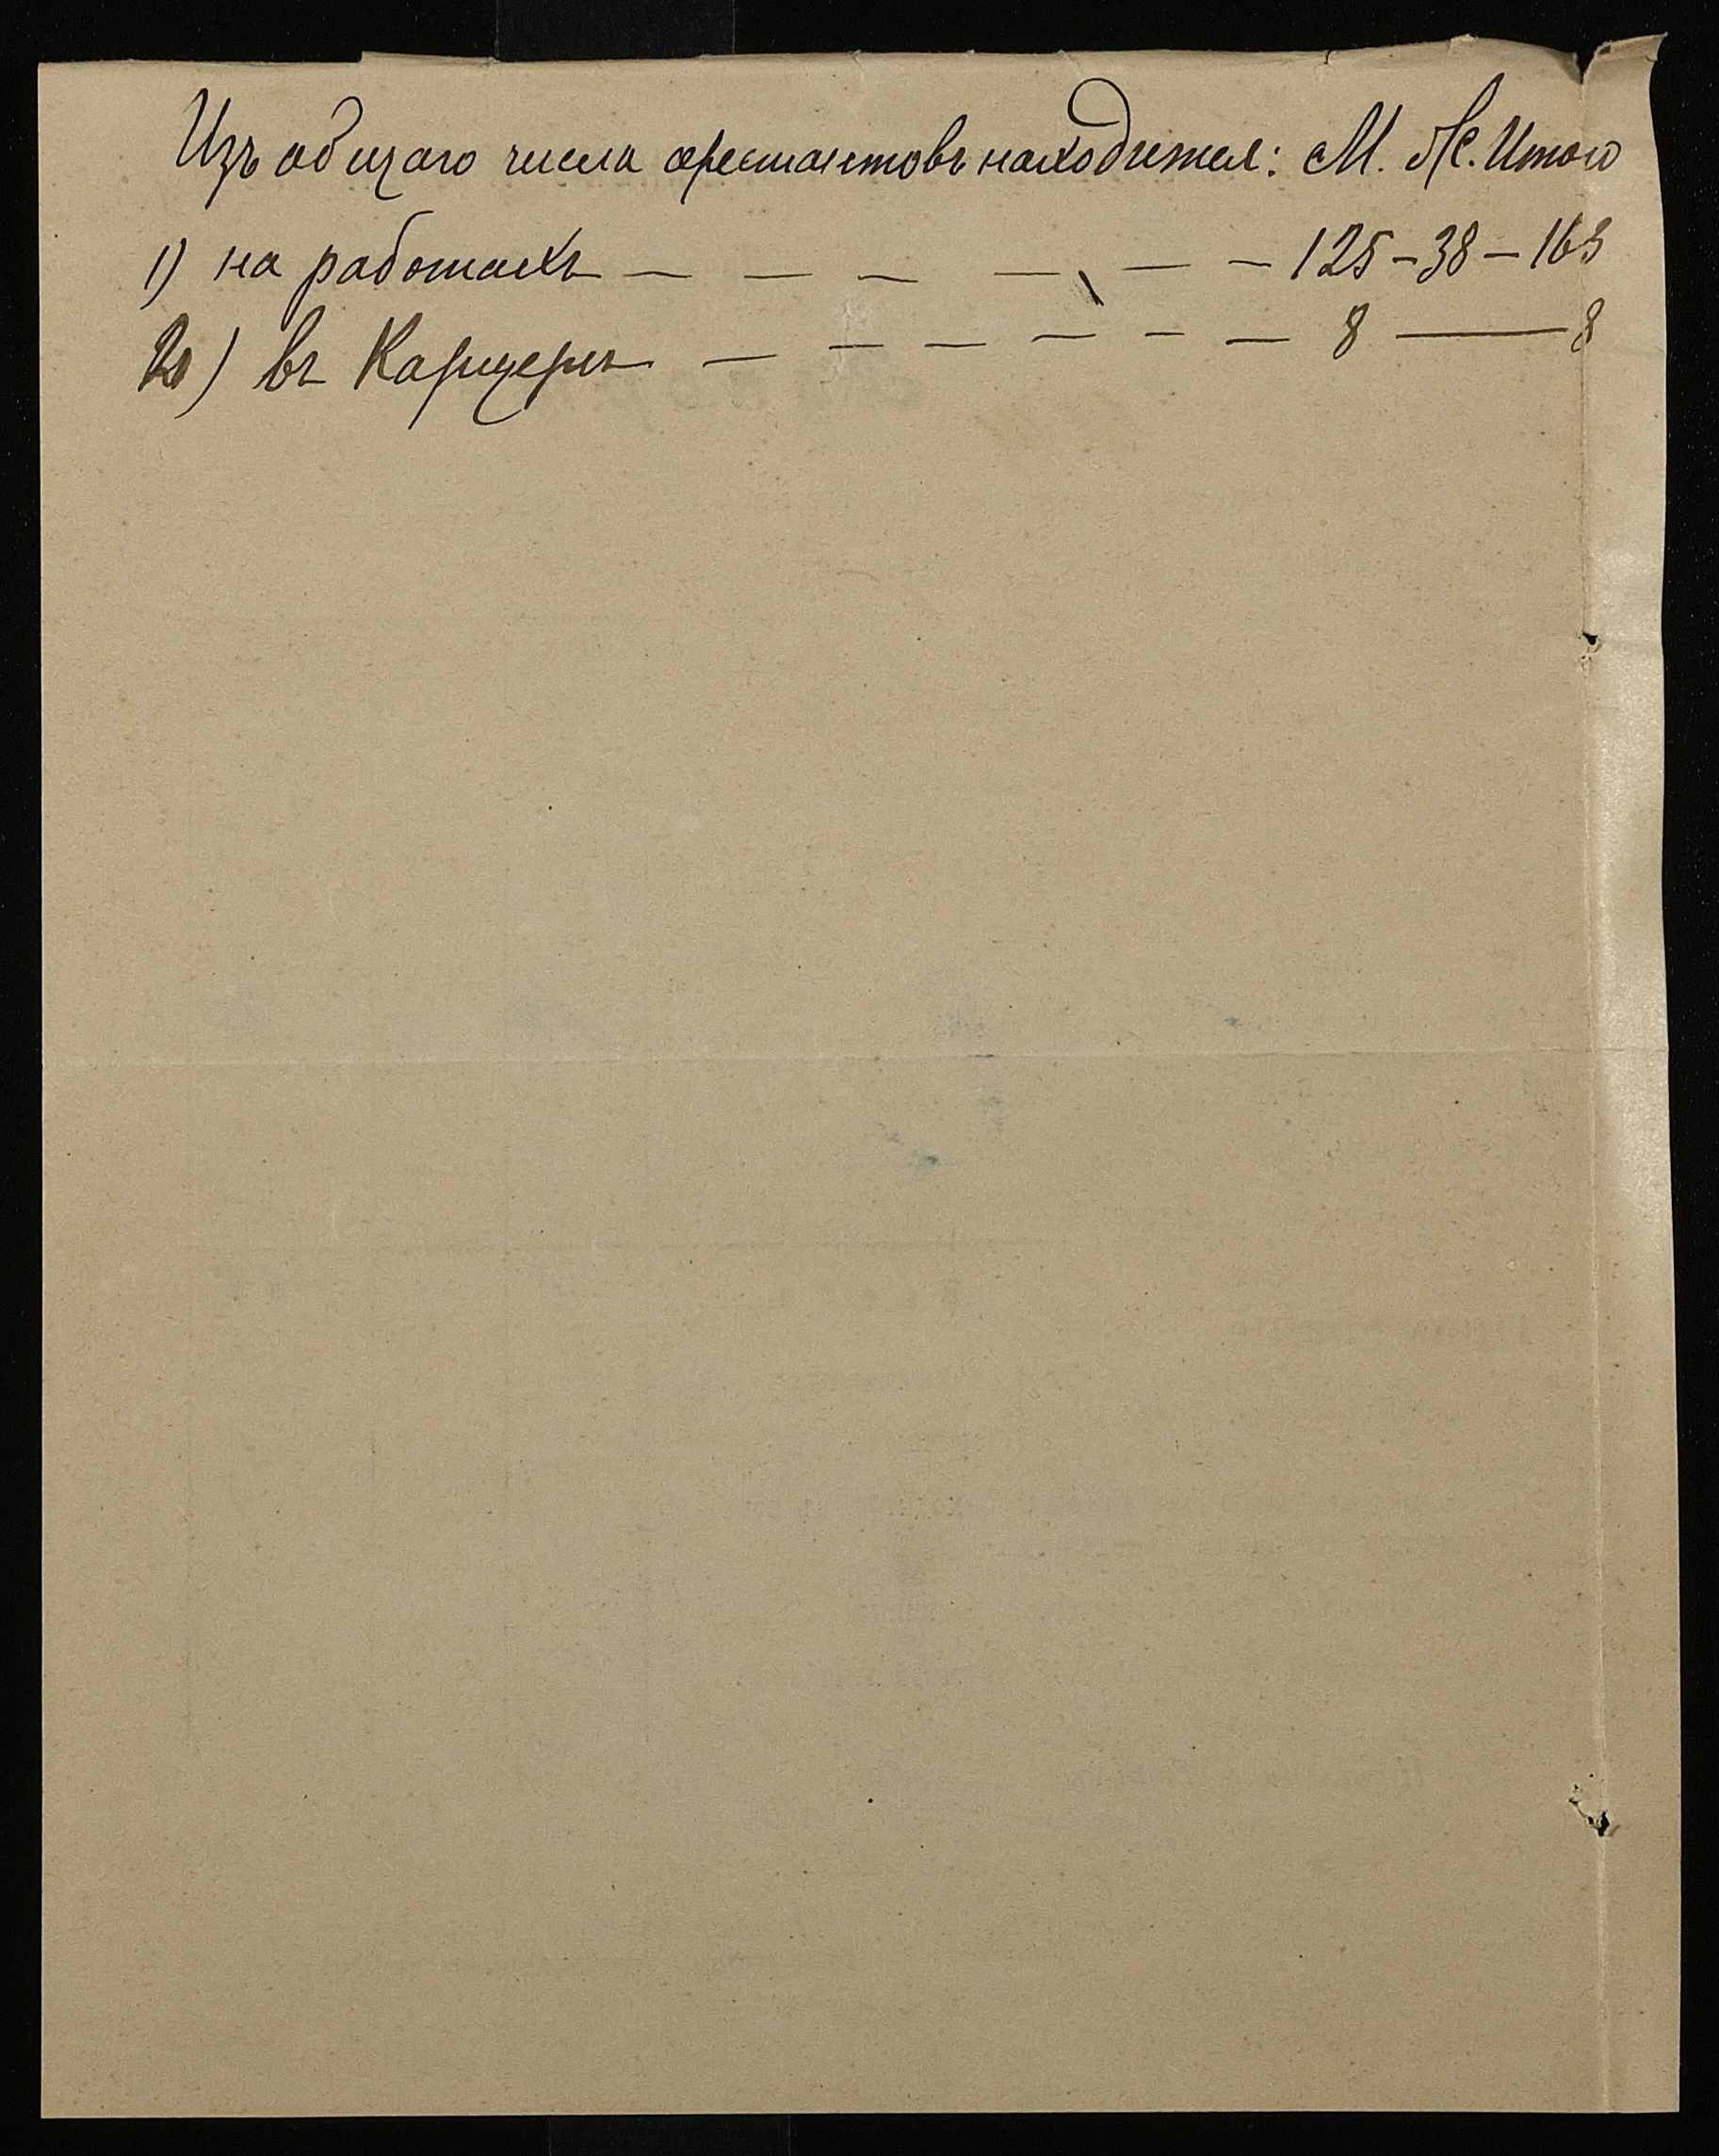 Изъ общаго числа арестантовъ находится: М. Ж. Итого
1) на работахъ — — — — — — 125 – 38 – 163
2) въ Карцерѣ — — — — — — 8 — 8